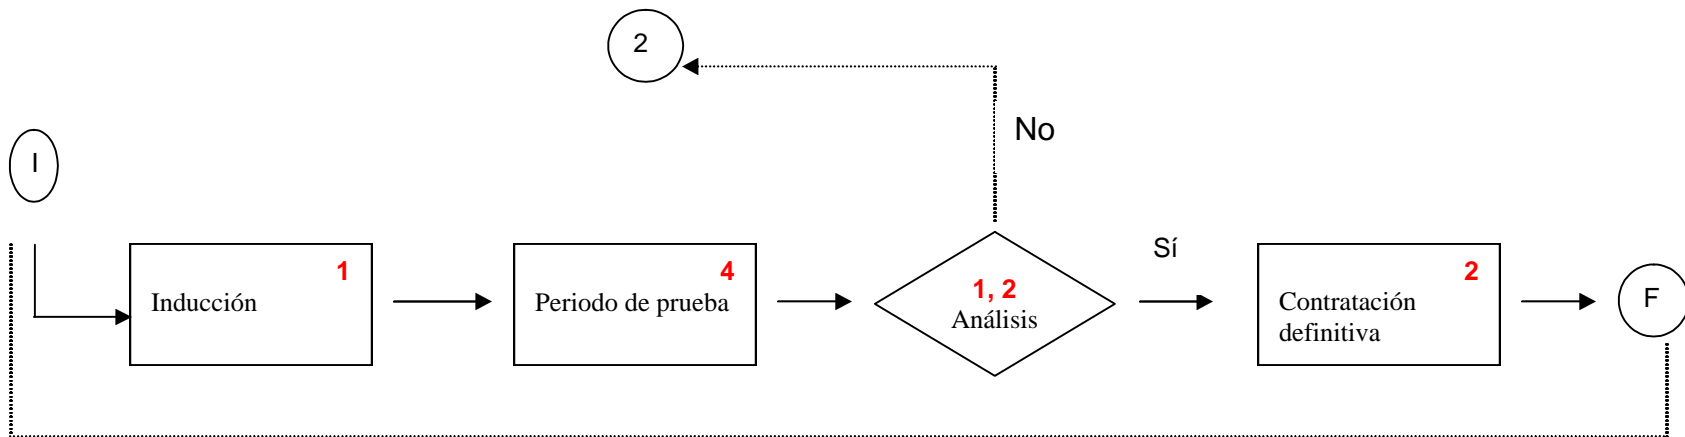 2
No
I
1
Inducción
4
Periodo de prueba
1, 2
Análisis
Sí
2
Contratación
definitiva
F